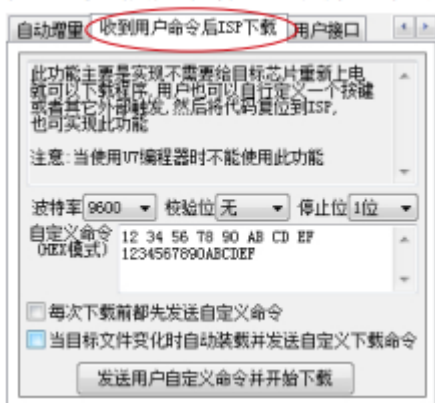 自动增量 收到用户命令后ISP下载 用户接口
此功能主要是实现不需要给目标芯片重新上电
就可以下载程序,用户也可以自行定义一个按键
或者其它外部触发,然后将代码复位到ISP,
也可实现此功能
注意:当使用U7编程器时不能使用此功能
波特率 9600 校验位 无 停止位 1位
自定义命令 12 34 56 78 90 AB CD EF
(HEX模式) 1234567890ABCDEF
每次下载前都先发送自定义命令
当目标文件变化时自动装载并发送自定义下载命令
发送用户自定义命令并开始下载